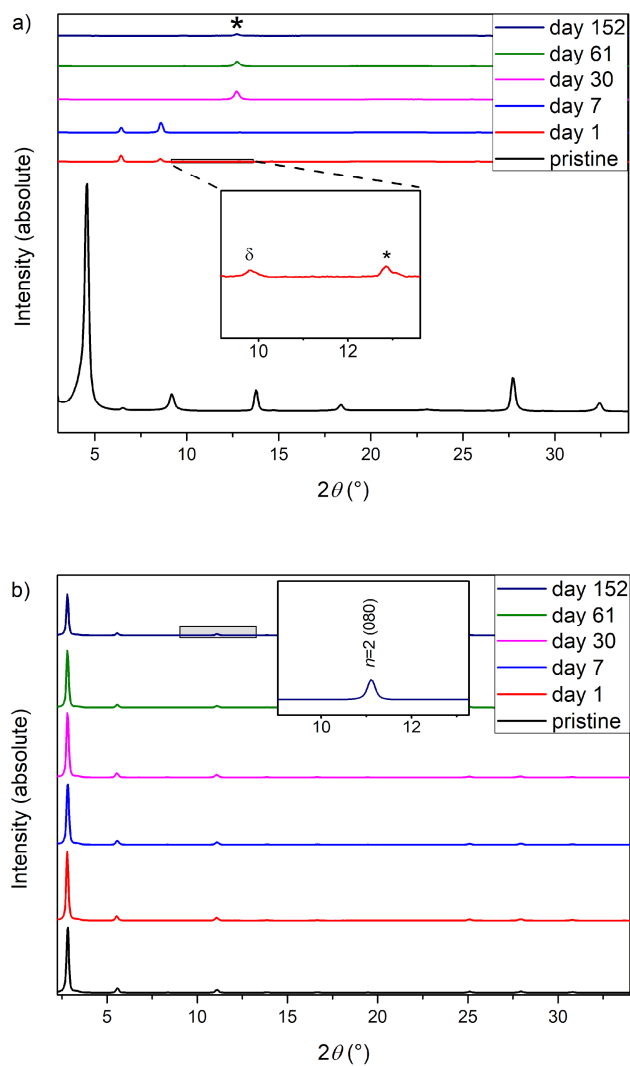 a)
*
day 152
day 61
day 30
day 7
day 1
pristine
δ
*
10 12
Intensity (absolute)
5 10 15 20 25 30
2θ (°)
b)
day 152
day 61
day 30
day 7
day 1
pristine
n=2 (080)
10 12
Intensity (absolute)
5 10 15 20 25 30
2θ (°)